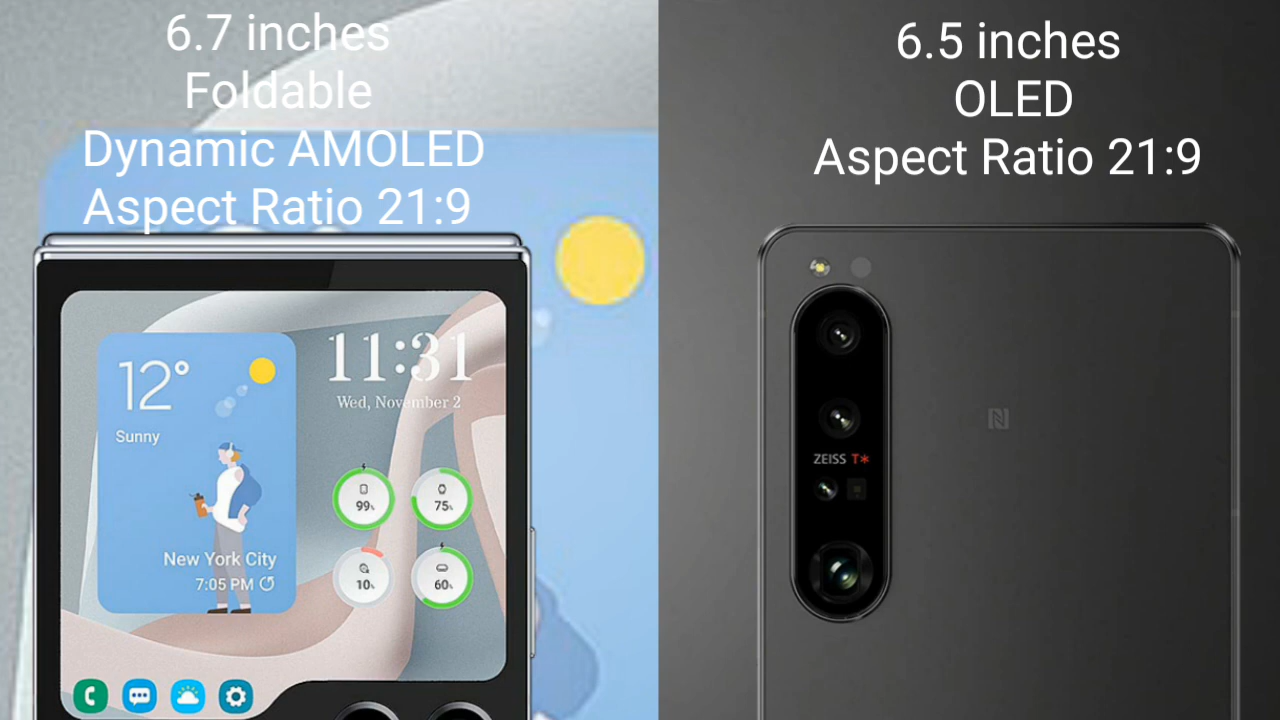 6.7 inches
Foldable
Dynamic AMOLED
Aspect Ratio 21:9
11:31
Wed, November 2
12°
Sunny
99%
75%
10%
60%
New York City
7:05 PM
6.5 inches
OLED
Aspect Ratio 21:9
ZEISS T*